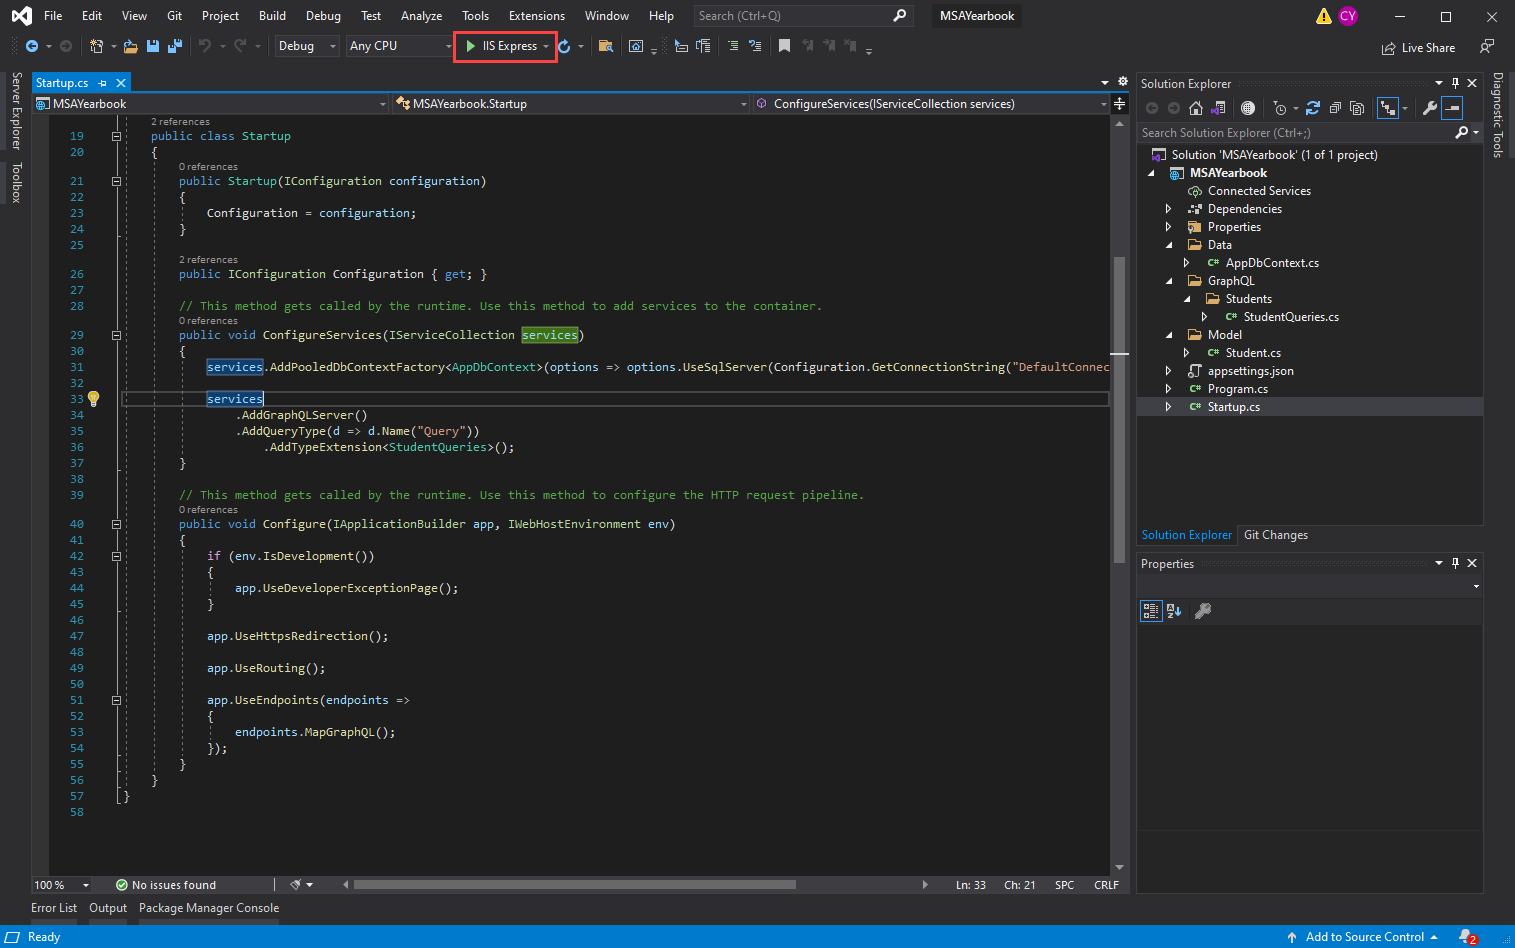 File Edit View Git Project Build Debug Test Analyze Tools Extensions Window Help Search (Ctrl+Q) MSAYearbook CY
Debug Any CPU IIS Express Live Share
Server Explorer
Toolbox
Startup.cs
MSAYearbook MSAYearbook.Startup ConfigureServices(IServiceCollection services)
2 references
19 public class Startup
20 {
0 references
21 public Startup(IConfiguration configuration)
22 {
23 Configuration = configuration;
24 }
25
2 references
26 public IConfiguration Configuration { get; }
27
28 // This method gets called by the runtime. Use this method to add services to the container.
0 references
29 public void ConfigureServices(IServiceCollection services)
30 {
31 services.AddPooledDbContextFactory<AppDbContext>(options => options.UseSqlServer(Configuration.GetConnectionString("DefaultConnec
32
33 services
34 .AddGraphQLServer()
35 .AddQueryType(d => d.Name("Query"))
36 .AddTypeExtension<StudentQueries>();
37 }
38
39 // This method gets called by the runtime. Use this method to configure the HTTP request pipeline.
0 references
40 public void Configure(IApplicationBuilder app, IWebHostEnvironment env)
41 {
42 if (env.IsDevelopment())
43 {
44 app.UseDeveloperExceptionPage();
45 }
46
47 app.UseHttpsRedirection();
48
49 app.UseRouting();
50
51 app.UseEndpoints(endpoints =>
52 {
53 endpoints.MapGraphQL();
54 });
55 }
56 }
57 }
58
100 % No issues found Ln: 33 Ch: 21 SPC CRLF
Solution Explorer
Search Solution Explorer (Ctrl+;)
Solution 'MSAYearbook' (1 of 1 project)
MSAYearbook
Connected Services
Dependencies
Properties
Data
C# AppDbContext.cs
GraphQL
Students
C# StudentQueries.cs
Model
C# Student.cs
appsettings.json
C# Program.cs
C# Startup.cs
Solution Explorer Git Changes
Properties
Diagnostic Tools
Error List Output Package Manager Console
Ready Add to Source Control 2